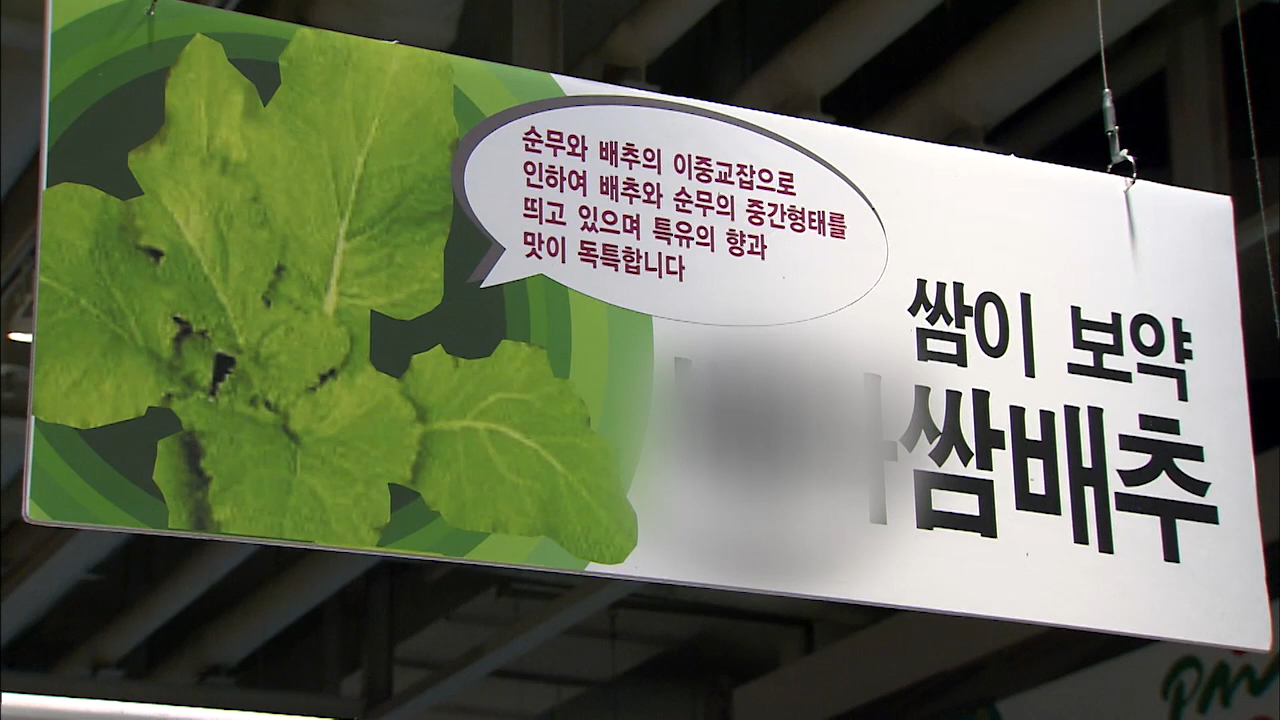 순무와 배추의 이중교잡으로
인하여 배추와 순무의 중간형태를
띄고 있으며 특유의 향과
맛이 독특합니다
쌈이 보약
쌈배추